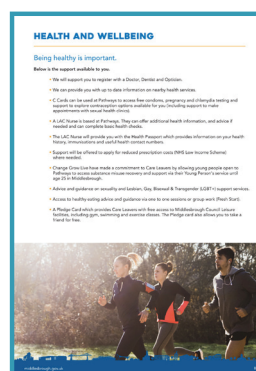 HEALTH AND WELLBEING
Being healthy is important.
Below is the support available to you.
• We will support you to register with a Doctor, Dentist and Optician.
• We can provide you with up to date information on nearby health services.
• C Cards can be used at Pathways to access free condoms, pregnancy and chlamydia testing and
support to explore contraception options available for you (including support to make
appointments with sexual health clinics).
• A LAC Nurse is based in Pathways. They can offer additional health information, and advice if
needed and can complete basic health checks.
• The LAC Nurse will provide you with the Health Passport which provides information on your health
history, immunisations and useful health contact numbers.
• Support will be offered to apply for reduced prescription costs (NHS Low Income Scheme)
where needed.
• Change Grow Live have made a commitment to Care Leavers by allowing young people open to
Pathways to access substance misuse recovery and support via their Young Person's service until
age 25 in Middlesbrough.
• Advice and guidance on sexuality and Lesbian, Gay, Bisexual & Transgender (LGBT+) support services.
• Access to healthy eating advice and guidance via one to one sessions or group work (Fresh Start).
• A Pledge Card which provides Care Leavers with free access to Middlesbrough Council Leisure
facilities, including gym, swimming and exercise classes. The Pledge card also allows you to take a
friend for free.
middlesbrough.gov.uk